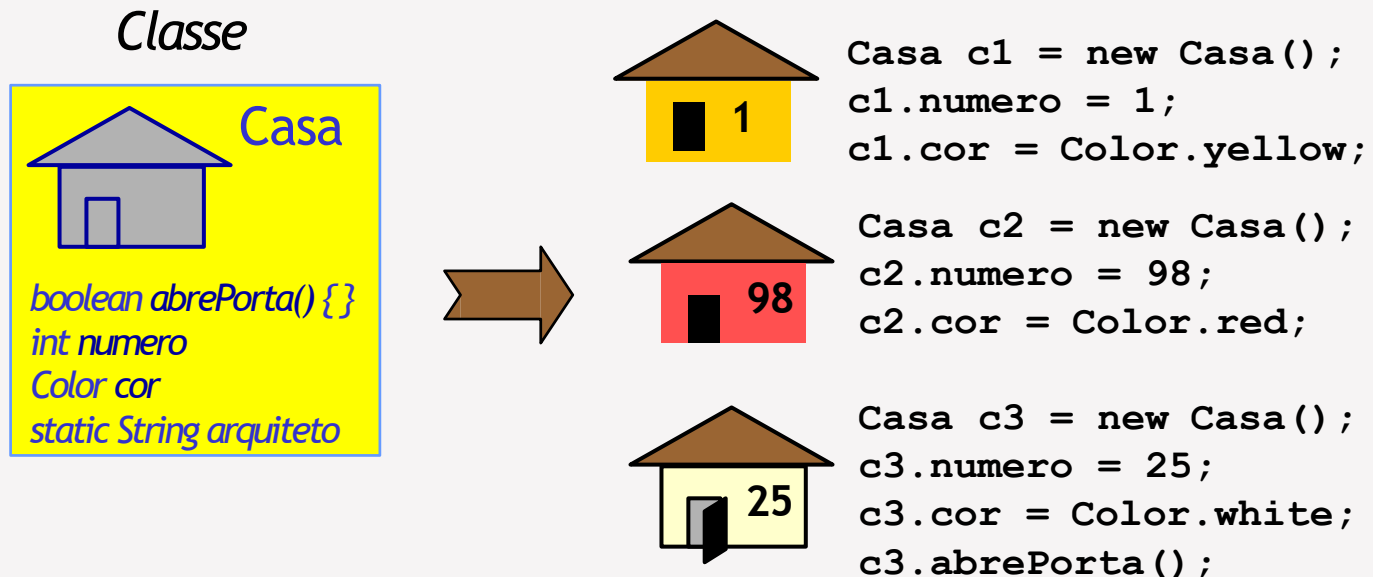 Classe
Casa
boolean abrePorta() { }
int numero
Color cor
static String arquiteto
1
Casa c1 = new Casa();
c1.numero = 1;
c1.cor = Color.yellow;
98
Casa c2 = new Casa();
c2.numero = 98;
c2.cor = Color.red;
25
Casa c3 = new Casa();
c3.numero = 25;
c3.cor = Color.white;
c3.abrePorta();